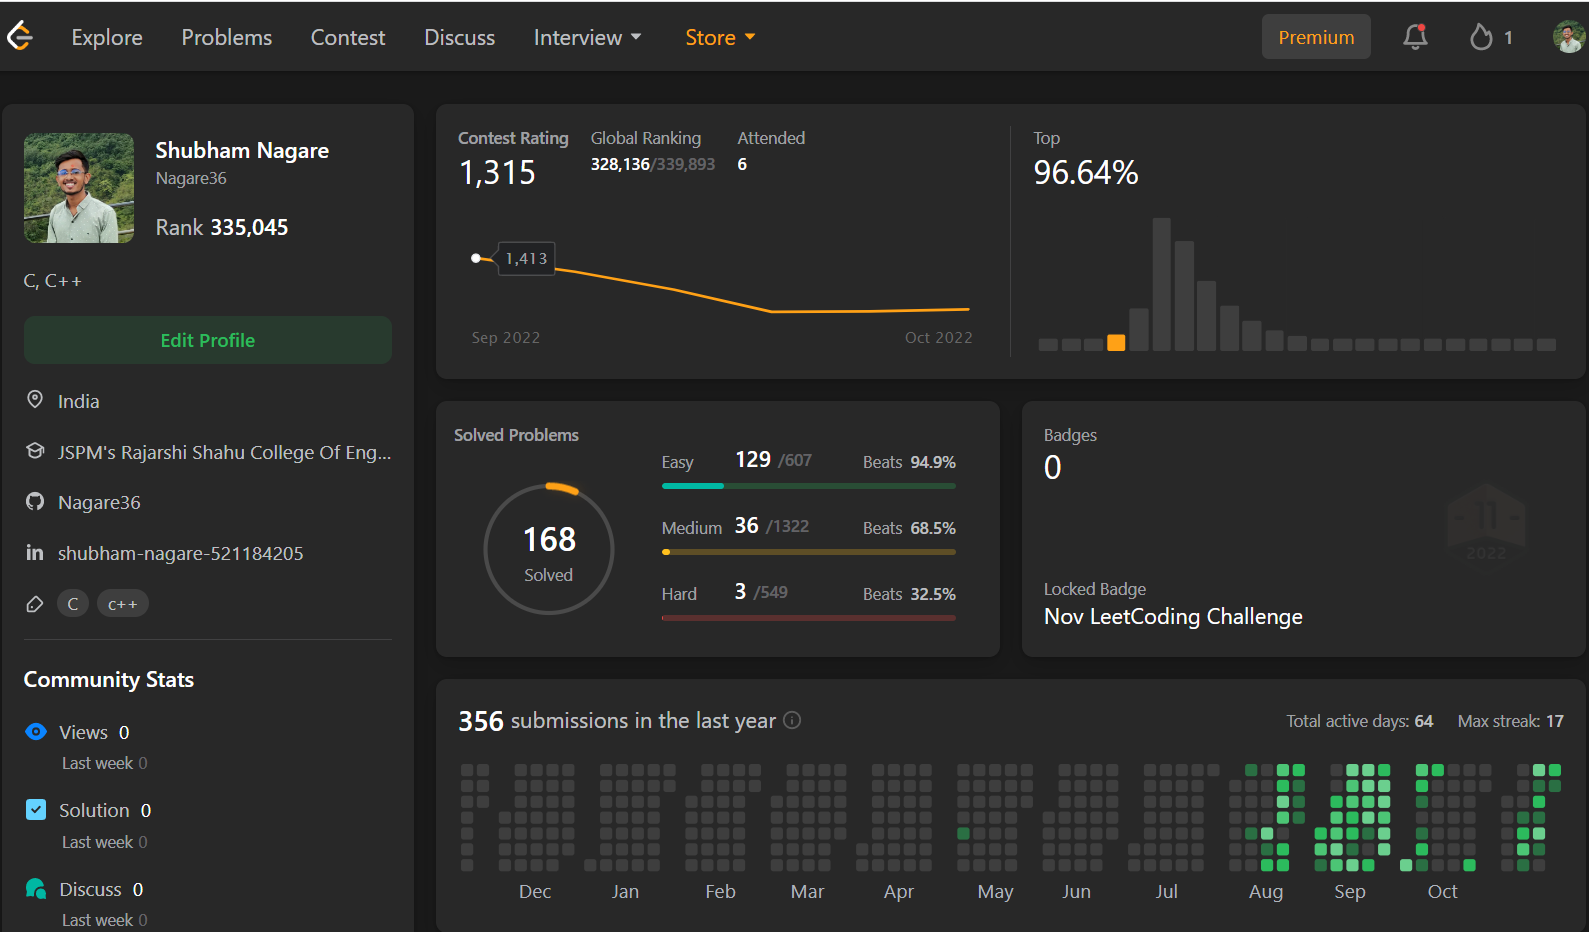 Explore Problems Contest Discuss Interview Store Premium 1
Shubham Nagare
Nagare36
Rank 335,045
C, C++
Edit Profile
India
JSPM's Rajarshi Shahu College Of Eng...
Nagare36
shubham-nagare-521184205
C c++
Community Stats
Views 0
Last week 0
Solution 0
Last week 0
Discuss 0
Last week 0
Contest Rating Global Ranking Attended
1,315 328,136/339,893 6
1,413
Sep 2022 Oct 2022
Top
96.64%
Solved Problems
168
Solved
Easy 129 /607 Beats 94.9%
Medium 36 /1322 Beats 68.5%
Hard 3 /549 Beats 32.5%
Badges
0
11
2022
Locked Badge
Nov LeetCoding Challenge
356 submissions in the last year Total active days: 64 Max streak: 17
Dec Jan Feb Mar Apr May Jun Jul Aug Sep Oct